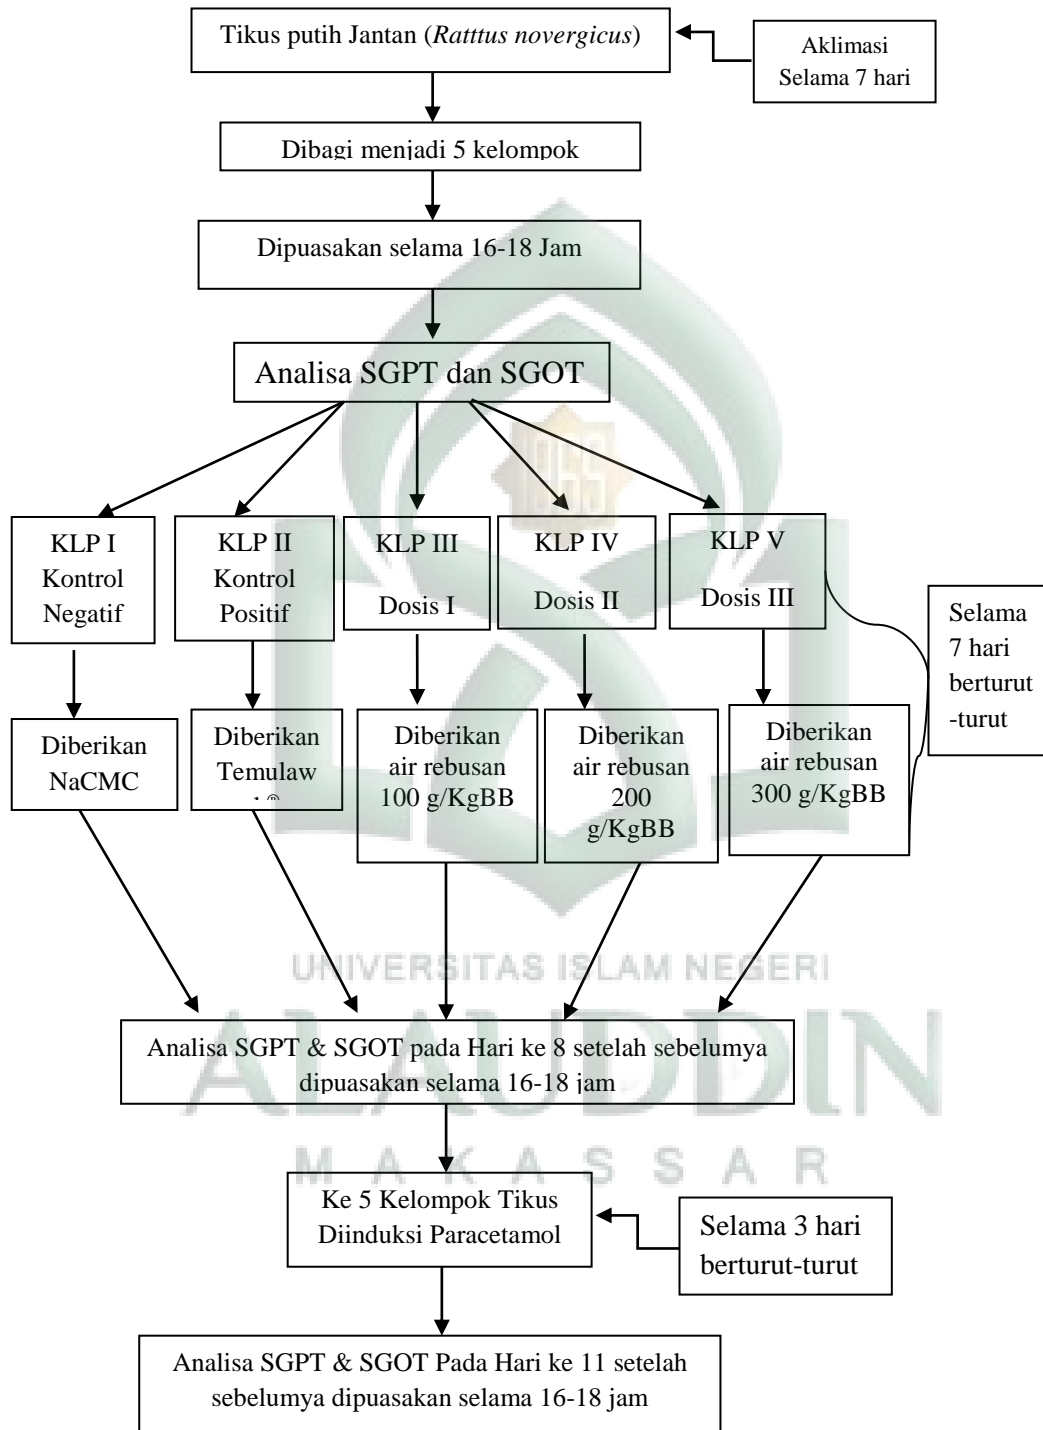 Tikus putih Jantan (Ratttus novergicus)
Aklimasi
Selama 7 hari
Dibagi menjadi 5 kelompok
Dipuasakan selama 16-18 Jam
Analisa SGPT dan SGOT
KLP I
Kontrol
Negatif
KLP II
Kontrol
Positif
KLP III
Dosis I
KLP IV
Dosis II
KLP V
Dosis III
Selama
7 hari
berturut
-turut
Diberikan
NaCMC
Diberikan
Temulaw
Diberikan
air rebusan
100 g/KgBB
Diberikan
air rebusan
200
g/KgBB
Diberikan
air rebusan
300 g/KgBB
UNIVERSITAS ISLAM NEGERI
ALAUDDIN
MAKASSAR
Analisa SGPT & SGOT pada Hari ke 8 setelah sebelumya
dipuasakan selama 16-18 jam
Ke 5 Kelompok Tikus
Diinduksi Paracetamol
Selama 3 hari
berturut-turut
Analisa SGPT & SGOT Pada Hari ke 11 setelah
sebelumya dipuasakan selama 16-18 jam